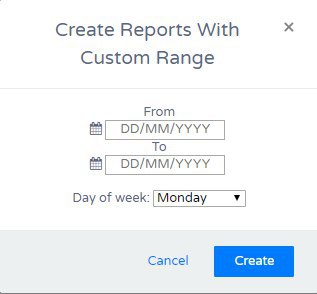 Create Reports With
Custom Range
×
From
DD/MM/YYYY
To
DD/MM/YYYY
Day of week: Monday
Cancel Create